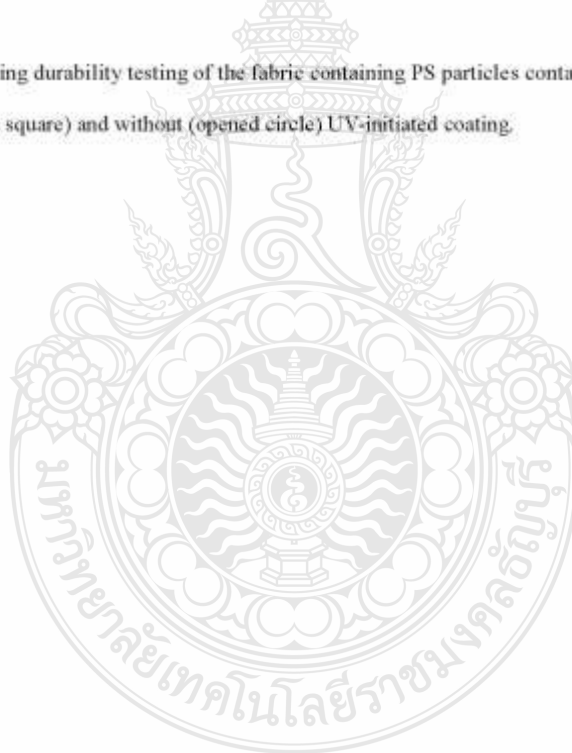 ing durability testing of the fabric containing PS particles conta
square) and without (opened circle) UV-initiated coating.
มหาวิทยาลัยเทคโนโลยีราชมงคลธัญบุรี